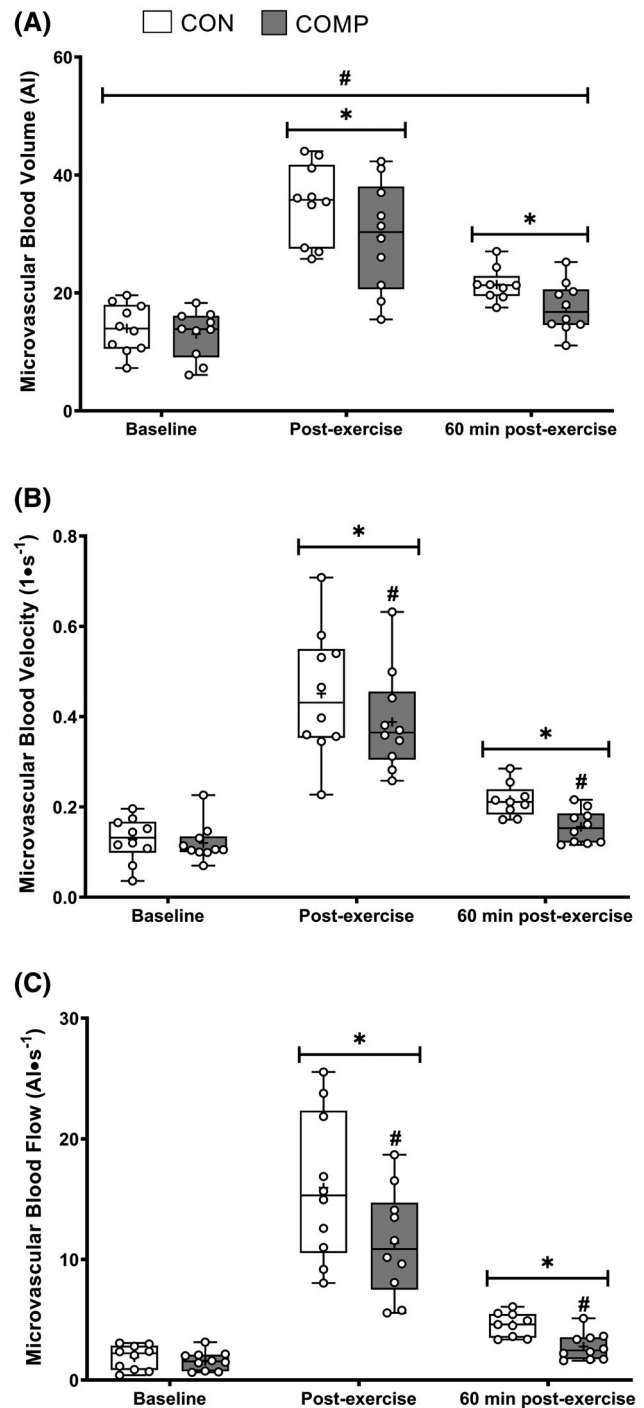 (A)
CON COMP
Microvascular Blood Volume (AI)
60
40
20
0
#
*
*
Baseline Post-exercise 60 min post-exercise
(B)
Microvascular Blood Velocity (1•s⁻¹)
0.8
0.6
0.4
0.2
0.0
*
#
*
#
Baseline Post-exercise 60 min post-exercise
(C)
Microvascular Blood Flow (AI•s⁻¹)
30
20
10
0
*
#
*
#
Baseline Post-exercise 60 min post-exercise